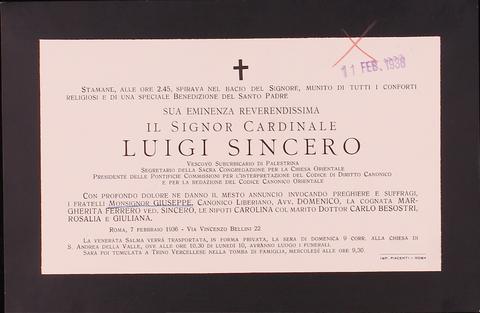 11 FEB. 1936
Stamane, alle ore 2.45, spirava nel bacio del Signore, munito di tutti i conforti
religiosi e di una speciale Benedizione del Santo Padre
SUA EMINENZA REVERENDISSIMA
IL SIGNOR CARDINALE
LUIGI SINCERO
Vescovo Suburbicario di Palestrina
Segretario della Sacra Congregazione per la Chiesa Orientale
Presidente delle Pontificie Commissioni per l'interpretazione del Codice di Diritto Canonico
e per la redazione del Codice Canonico Orientale
Con profondo dolore ne danno il mesto annuncio invocando preghiere e suffragi,
i fratelli Monsignor GIUSEPPE, Canonico Liberiano, Avv. DOMENICO, la cognata MAR-
GHERITA FERRERO ved. SINCERO, le nipoti CAROLINA col marito Dottor CARLO BESOSTRI,
ROSALIA e GIULIANA.
Roma, 7 febbraio 1936 - Via Vincenzo Bellini 22
La venerata Salma verrà trasportata, in forma privata, la sera di domenica 9 corr. alla chiesa di
S. Andrea della Valle, ove alle ore 10,30 di lunedì 10, avranno luogo i funerali.
Sarà poi tumulata a Trino Vercellese nella tomba di famiglia, mercoledì alle ore 9,30.
IMP. PIACENTI - ROMA